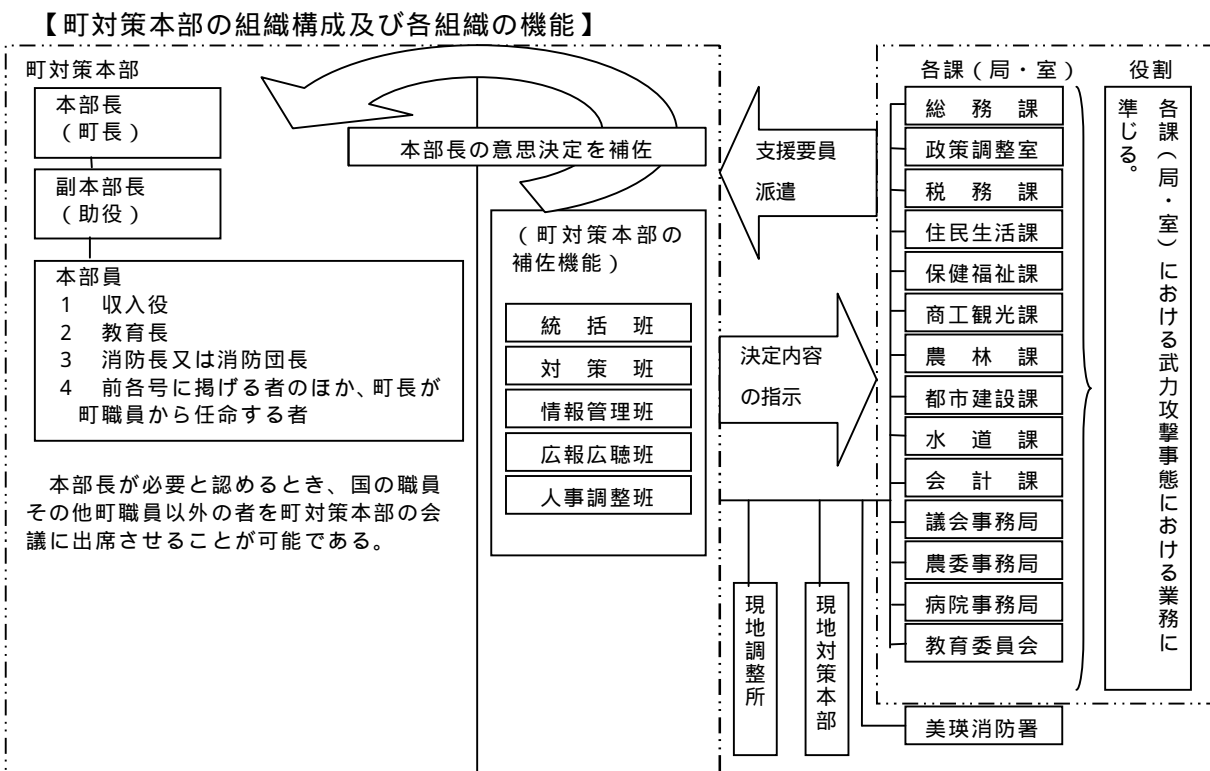 【町対策本部の組織構成及び各組織の機能】
町対策本部
本部長
(町長)
副本部長
(助役)
本部員
1 収入役
2 教育長
3 消防長又は消防団長
4 前各号に掲げる者のほか、町長が
町職員から任命する者
本部長が必要と認めるとき、国の職員
その他町職員以外の者を町対策本部の会
議に出席させることが可能である。
本部長の意思決定を補佐
(町対策本部の
補佐機能)
統括班
対策班
情報管理班
広報広聴班
人事調整班
支援要員
派遣
決定内容
の指示
現地調整所
現地対策本部
各課(局・室)
総務課
政策調整室
税務課
住民生活課
保健福祉課
商工観光課
農林課
都市建設課
水道課
会計課
議会事務局
農委事務局
病院事務局
教育委員会
美瑛消防署
役割
各課(局・室)における武力攻撃事態における業務に
準じる。